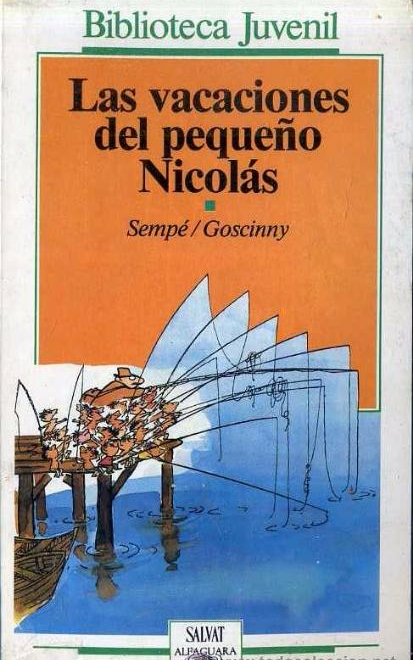 Biblioteca Juvenil
Las vacaciones
del pequeño
Nicolás
Sempé / Goscinny
SALVAT
ALFAGUARA